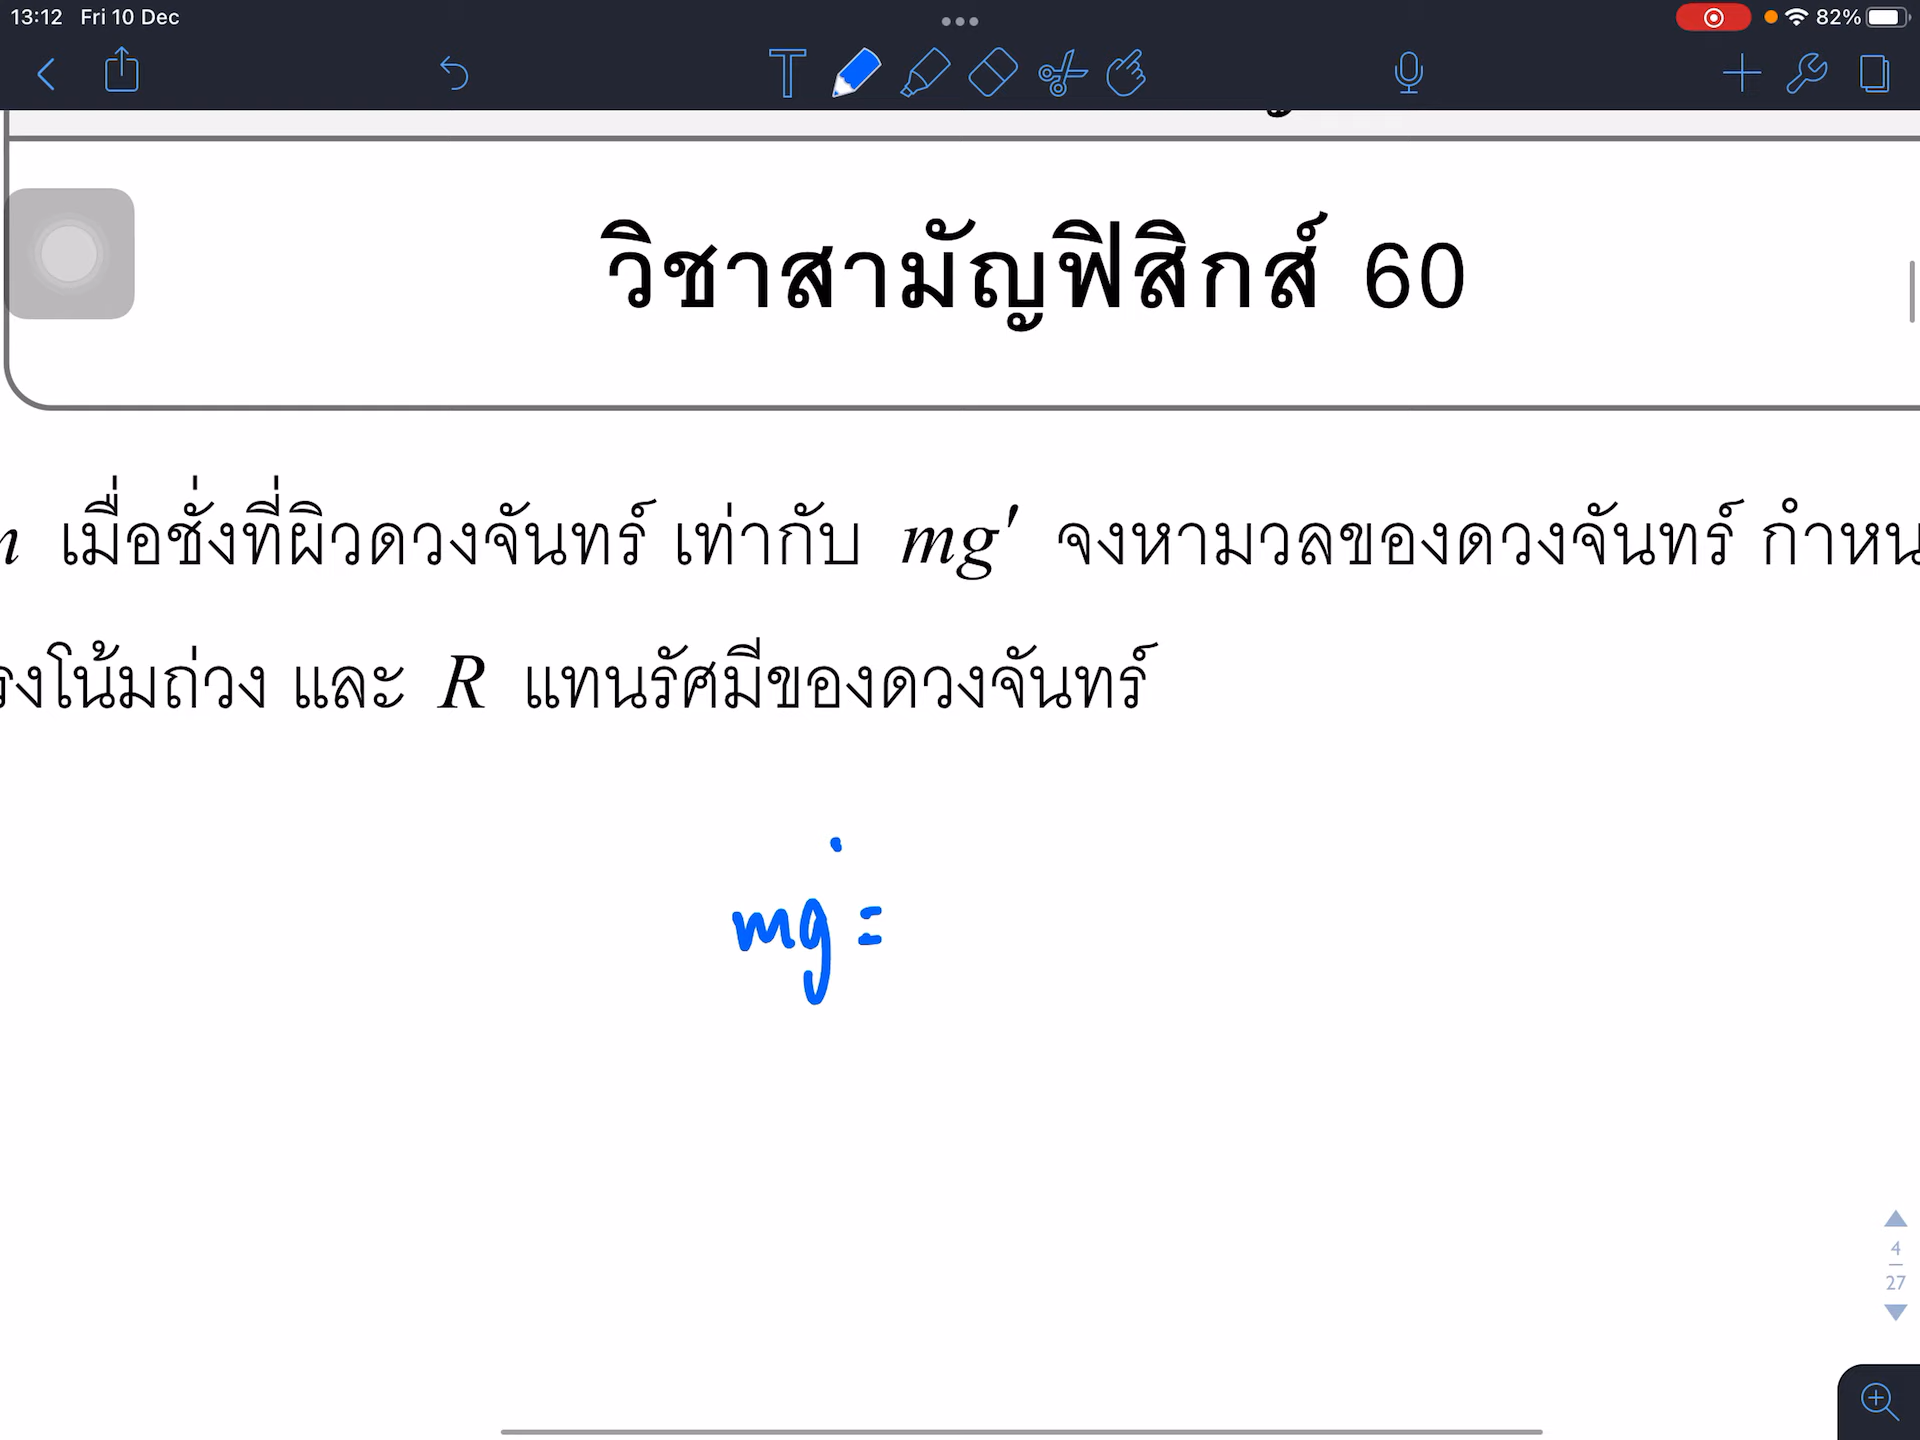 13:12 Fri 10 Dec 82%
วิชาสามัญฟิสิกส์ 60
เมื่อชั่งที่ผิวดวงจันทร์ เท่ากับ mg′ จงหามวลของดวงจันทร์ กำหน
รงโน้มถ่วง และ R แทนรัศมีของดวงจันทร์
mg =
4
27